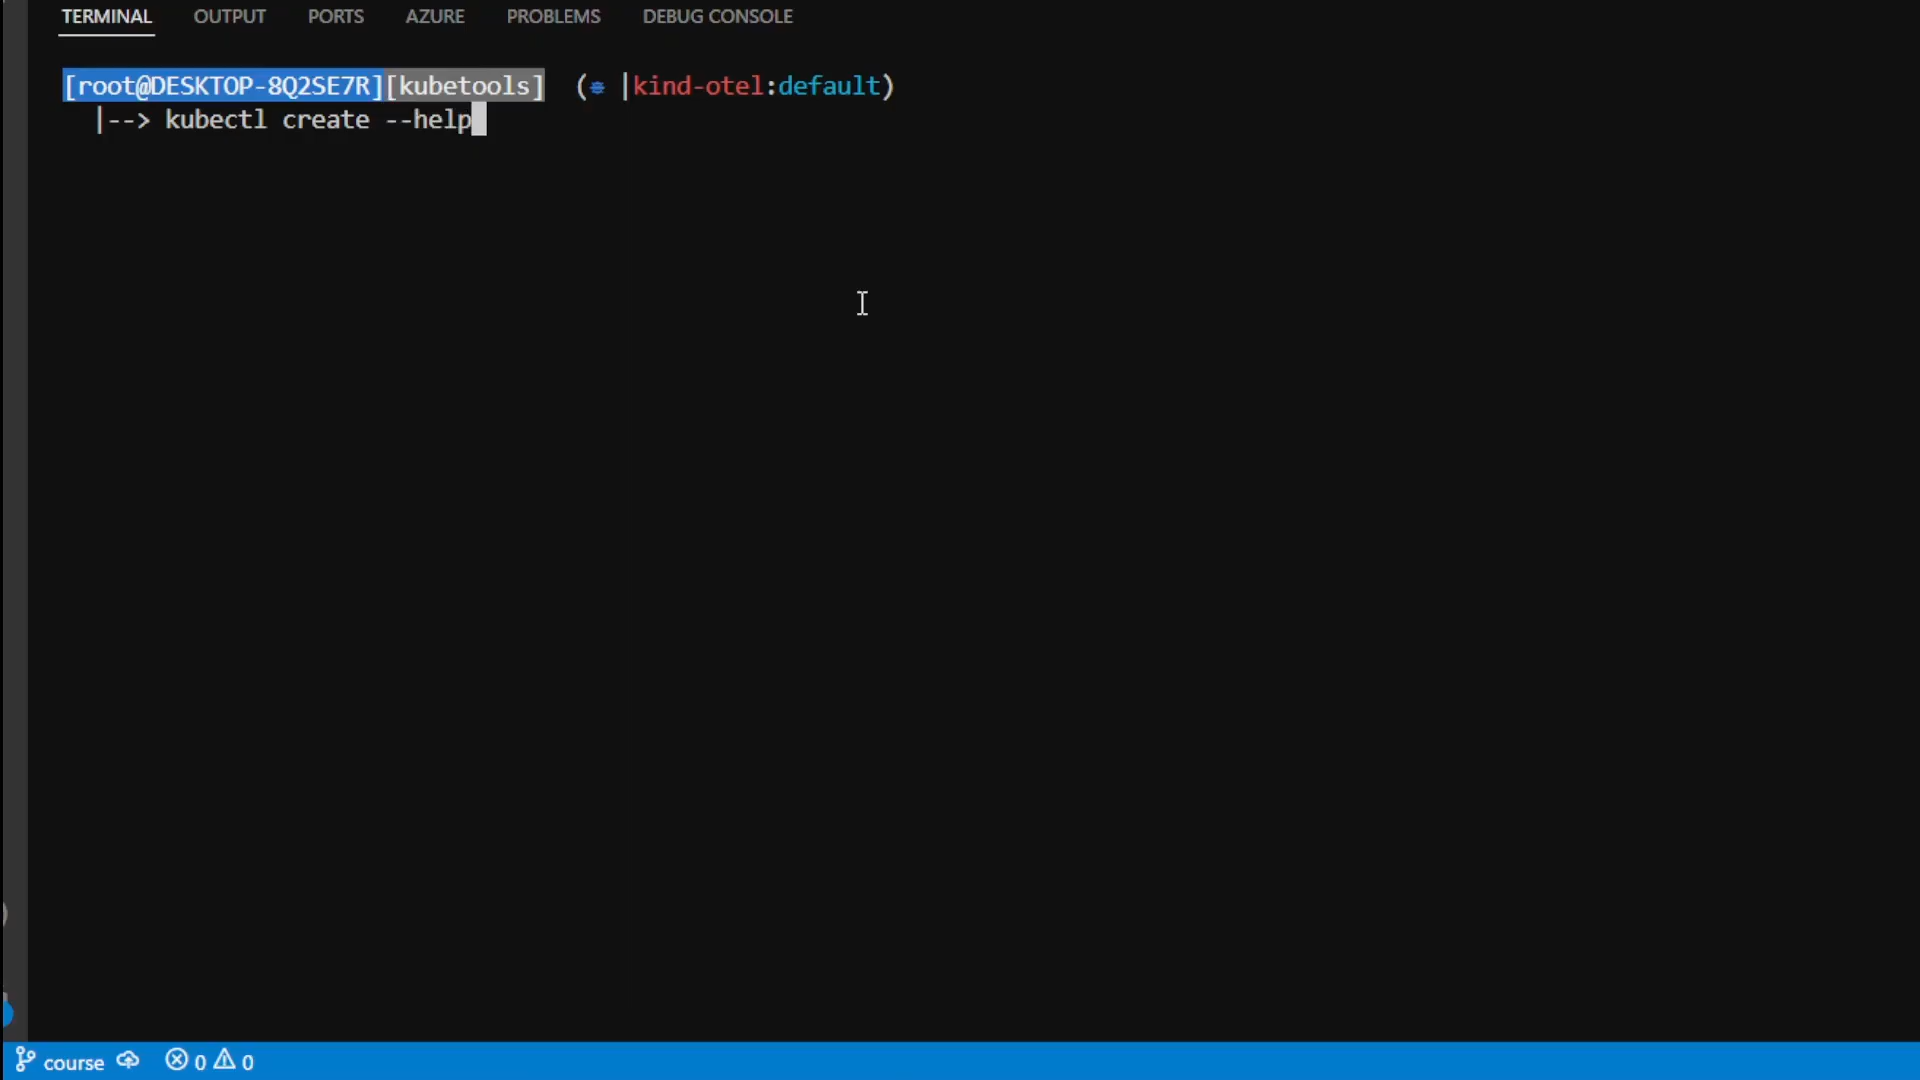 TERMINAL OUTPUT PORTS AZURE PROBLEMS DEBUG CONSOLE
[root@DESKTOP-8Q2SE7R][kubetools] (⎈ |kind-otel:default)
|--> kubectl create --help
course 0 0